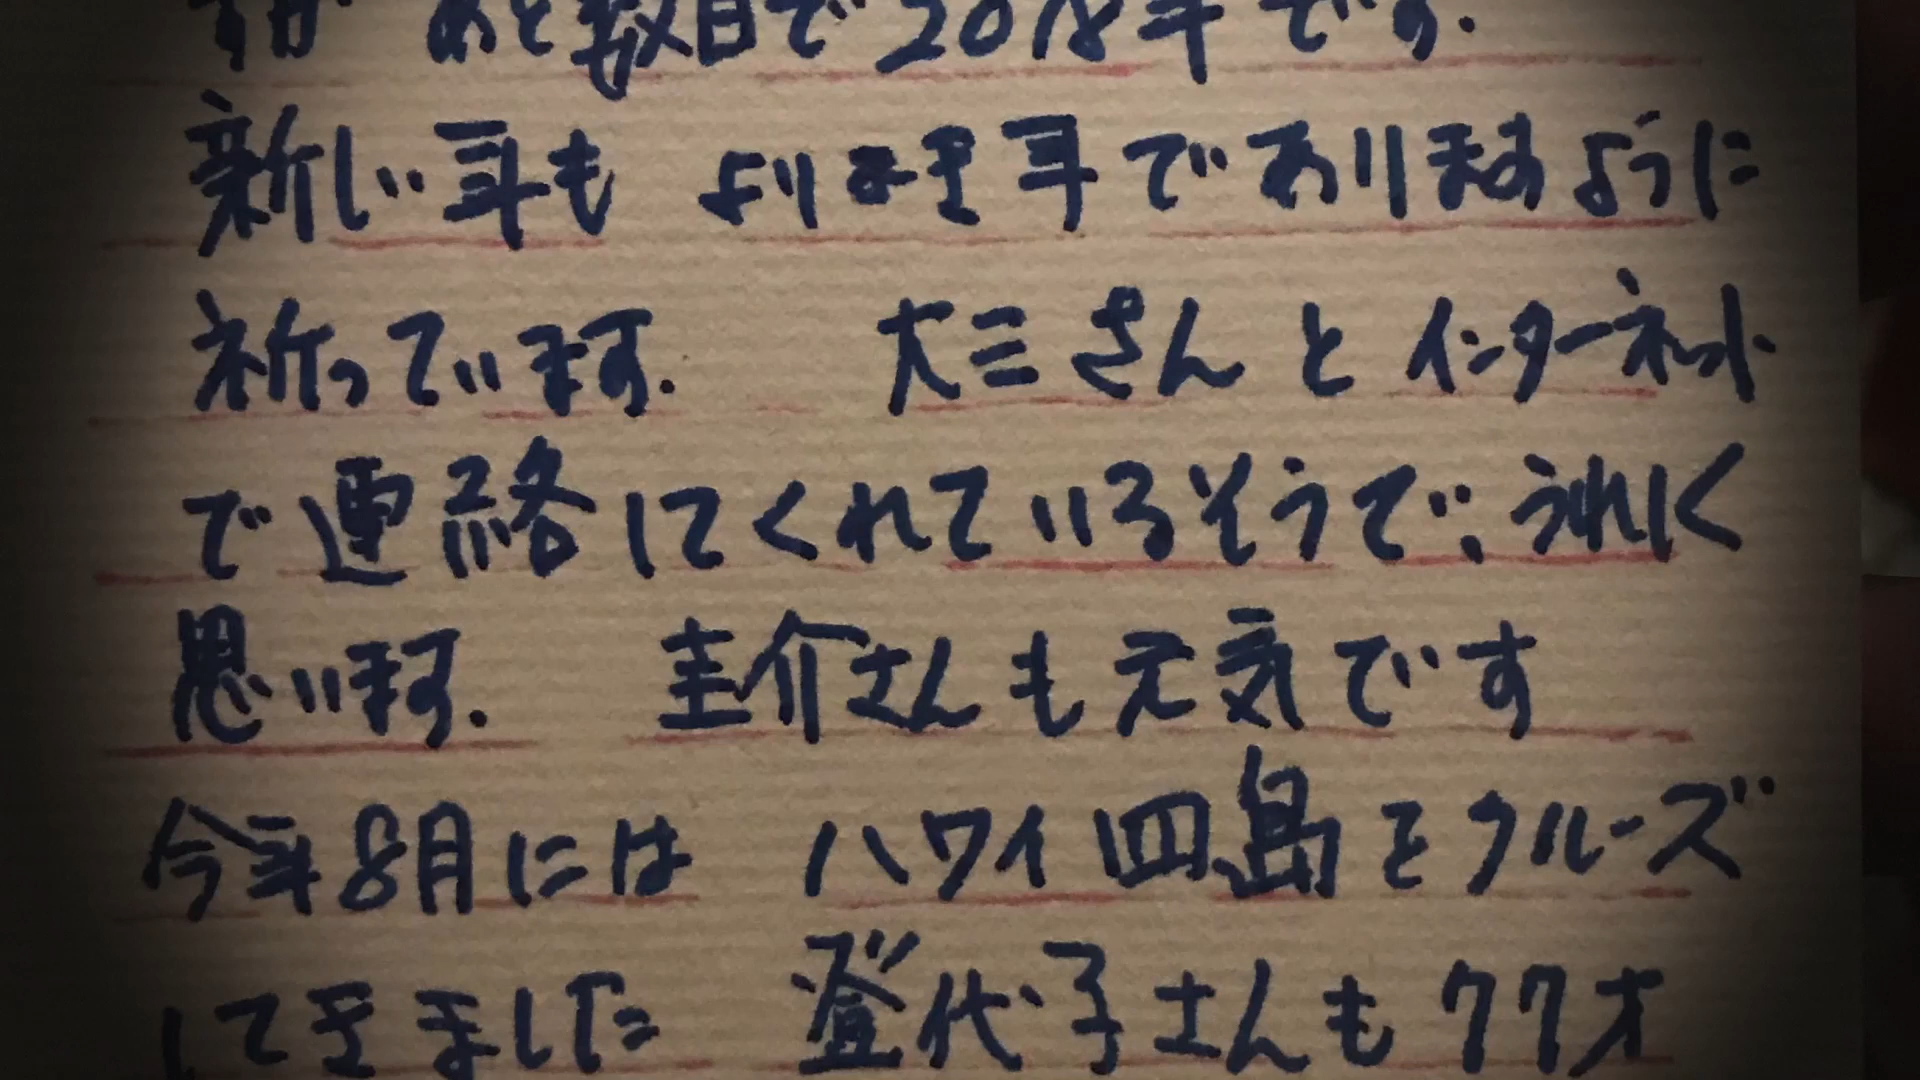 すが あと数日で2018年です.
新しい年も よりよき年でありますように
祈っています. 大三さんとインターネット
で連絡してくれているそうで、うれしく
思います. 圭介さんも元気です
今年8月には ハワイ四島をクルーズ
してきました 登代子さんも77才